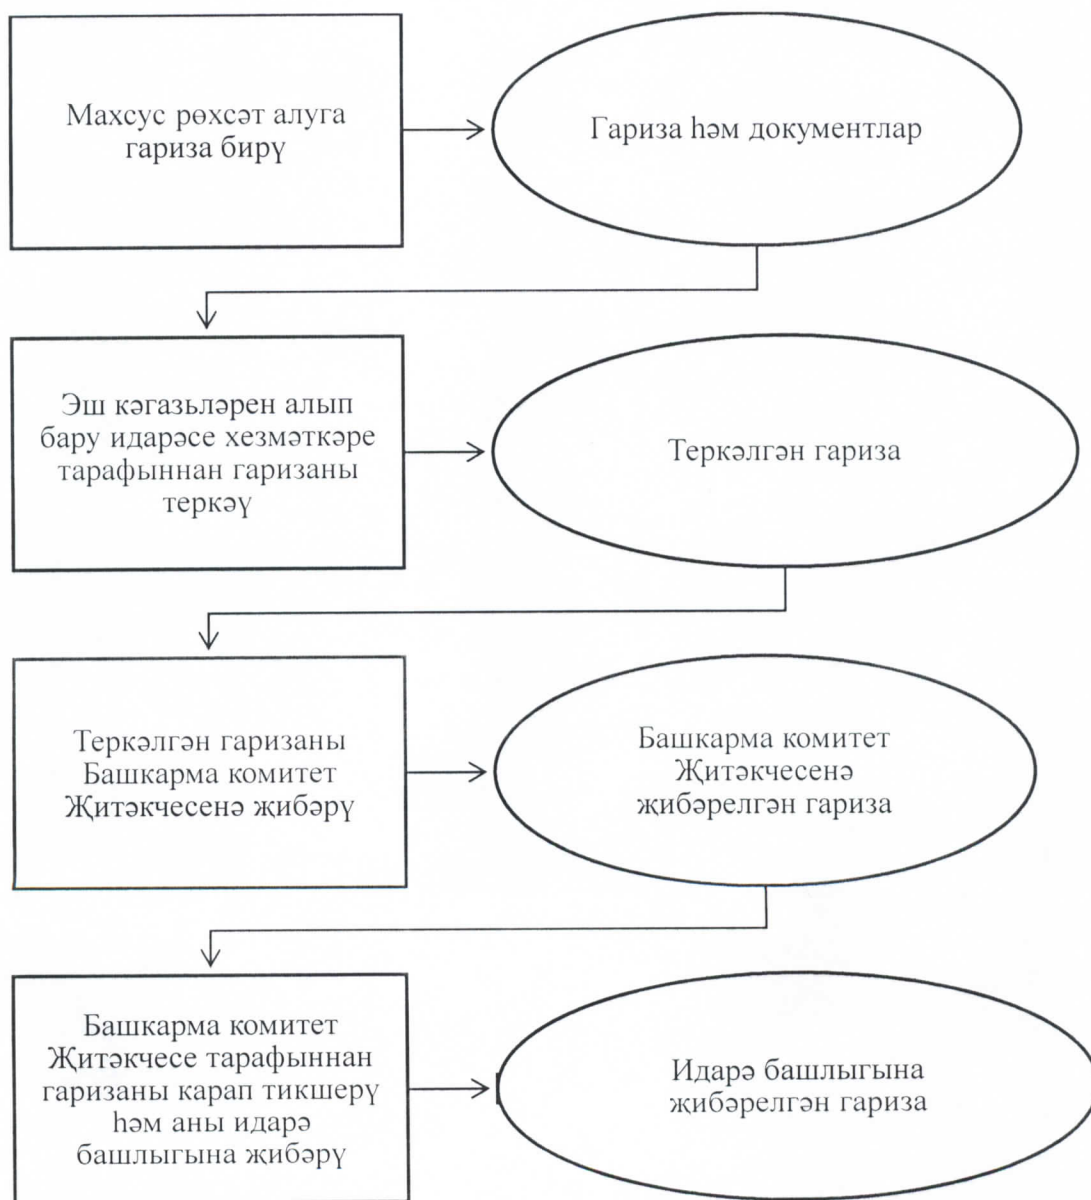 Махсус рөхсәт алуга
гариза бирү
Гариза һәм документлар
Эш кәгазьләрен алып
бару идарәсе хезмәткәре
тарафыннан гаризаны
теркәү
Теркәлгән гариза
Теркәлгән гаризаны
Башкарма комитет
Җитәкчесенә җибәрү
Башкарма комитет
Җитәкчесенә
җибәрелгән гариза
Башкарма комитет
Җитәкчесе тарафыннан
гаризаны карап тикшерү
һәм аны идарә
башлыгына җибәрү
Идарә башлыгына
җибәрелгән гариза